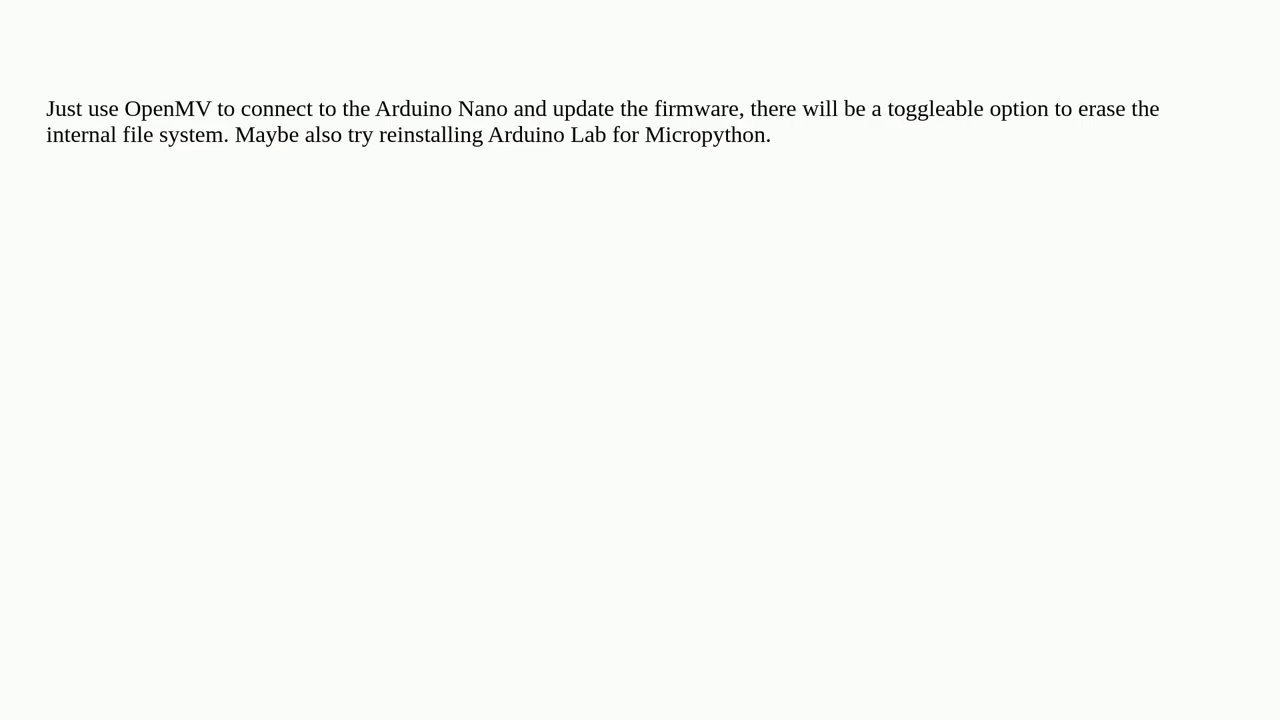 Just use OpenMV to connect to the Arduino Nano and update the firmware, there will be a toggleable option to erase the
internal file system. Maybe also try reinstalling Arduino Lab for Micropython.